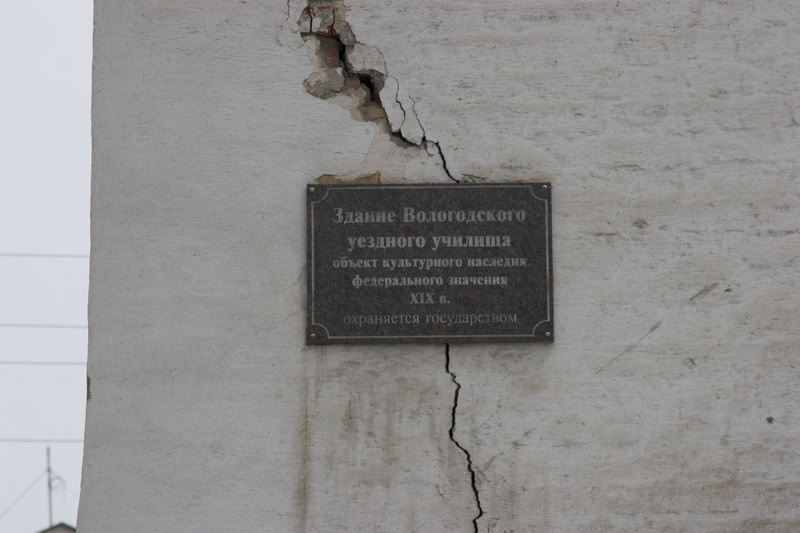 Здание Вологодского
уездного училища
объект культурного наследия
федерального значения
XIX в.
охраняется государством